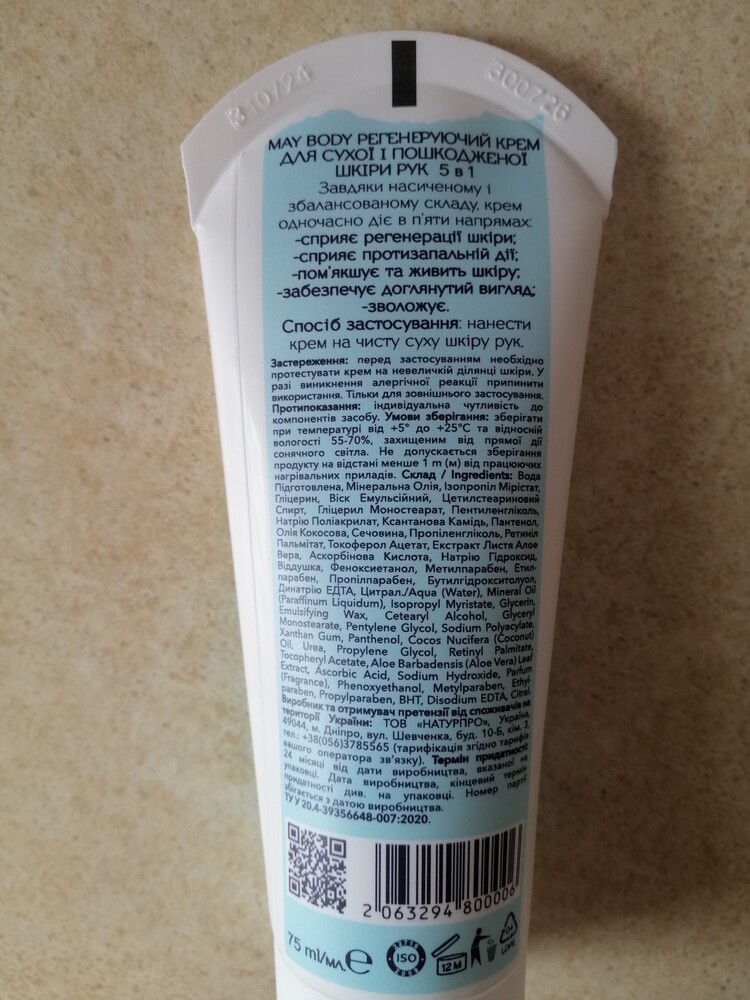 310724
300726
MAY BODY РЕГЕНЕРУЮЧИЙ КРЕМ
ДЛЯ СУХОЇ І ПОШКОДЖЕНОЇ
ШКІРИ РУК 5 в 1
Завдяки насиченому і
збалансованому складу, крем
одночасно діє в п'яти напрямах:
-сприяє регенерації шкіри;
-сприяє протизапальній дії;
-пом'якшує та живить шкіру;
-забезпечує доглянутий вигляд;
-зволожує.
Спосіб застосування: нанести
крем на чисту суху шкіру рук.
Застереження: перед застосуванням необхідно
протестувати крем на невеличкій ділянці шкіри. У
разі виникнення алергічної реакції припинити
використання. Тільки для зовнішнього застосування.
Протипоказання: індивідуальна чутливість до
компонентів засобу. Умови зберігання: зберігати
при температурі від +5° до +25°С та відносній
вологості 55-70%, захищеним від прямої дії
сонячного світла. Не допускається зберігання
продукту на відстані менше 1 m (м) від працюючих
нагрівальних приладів. Склад / Ingredients: Вода
Підготовлена, Мінеральна Олія, Ізопропіл Мірістат,
Гліцерин, Віск Емульсійний, Цетилстеариновий
Спирт, Гліцерил Моностеарат, Пентиленгліколь,
Натрію Поліакрилат, Ксантанова Камідь, Пантенол,
Олія Кокосова, Сечовина, Пропіленгліколь, Ретиніл
Пальмітат, Токоферол Ацетат, Екстракт Листя Алое
Вера, Аскорбінова Кислота, Натрію Гідроксид,
Віддушка, Феноксиетанол, Метилпарабен, Етил-
парабен, Пропілпарабен, Бутилгідрокситолуол,
Динатрію ЕДТА, Цитрал./Aqua (Water), Mineral Oil
(Paraffinum Liquidum), Isopropyl Myristate, Glycerin,
Emulsifying Wax, Cetearyl Alcohol, Glyceryl
Monostearate, Pentylene Glycol, Sodium Polyacylate,
Xanthan Gum, Panthenol, Cocos Nucifera (Coconut)
Oil, Urea, Propylene Glycol, Retinyl Palmitate,
Tocopheryl Acetate, Aloe Barbadensis (Aloe Vera) Leaf
Extract, Ascorbic Acid, Sodium Hydroxide, Parfum
(Fragrance), Phenoxyethanol, Metylparaben, Ethyl-
paraben, Propylparaben, BHT, Disodium EDTA, Citral.
Виробник та отримувач претензії від споживачів на
території України: ТОВ «НАТУРПРО», Україна,
49044, м. Дніпро, вул. Шевченка, буд. 10-Б, кім. 3,
тел.: +38(056)3785565 (тарифікація згідно тарифів
вашого оператора зв'язку). Термін придатності:
24 місяці від дати виробництва, вказаної на
упаковці. Дата виробництва, кінцевий термін
придатності див. на упаковці. Номер партії
збігається з датою виробництва.
ТУ У 20.4-39356648-007:2020.
2 063294 800006
75 ml/мл e
22716
ISO
2009
12M
04
LDPE